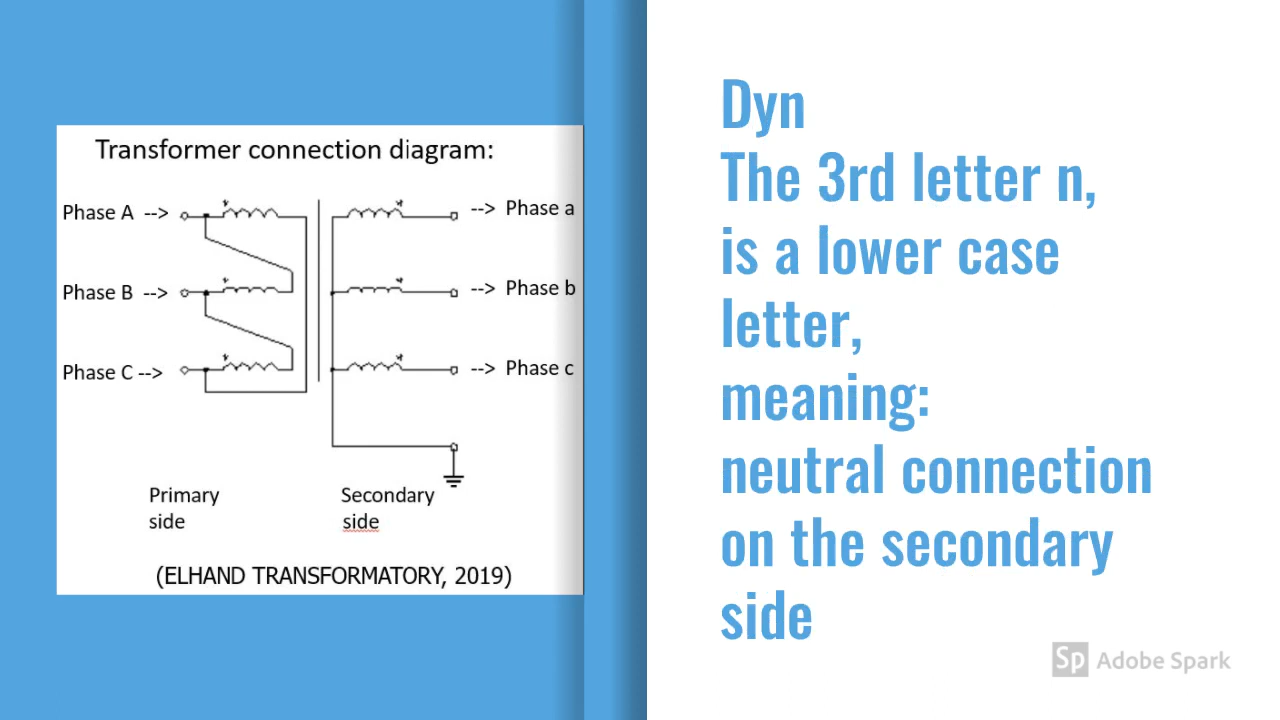 Transformer connection diagram:
Phase A -->
--> Phase a
Phase B -->
--> Phase b
Phase C -->
--> Phase c
Primary side
Secondary side
(ELHAND TRANSFORMATORY, 2019)
Dyn
The 3rd letter n,
is a lower case
letter,
meaning:
neutral connection
on the secondary
side
Sp Adobe Spark